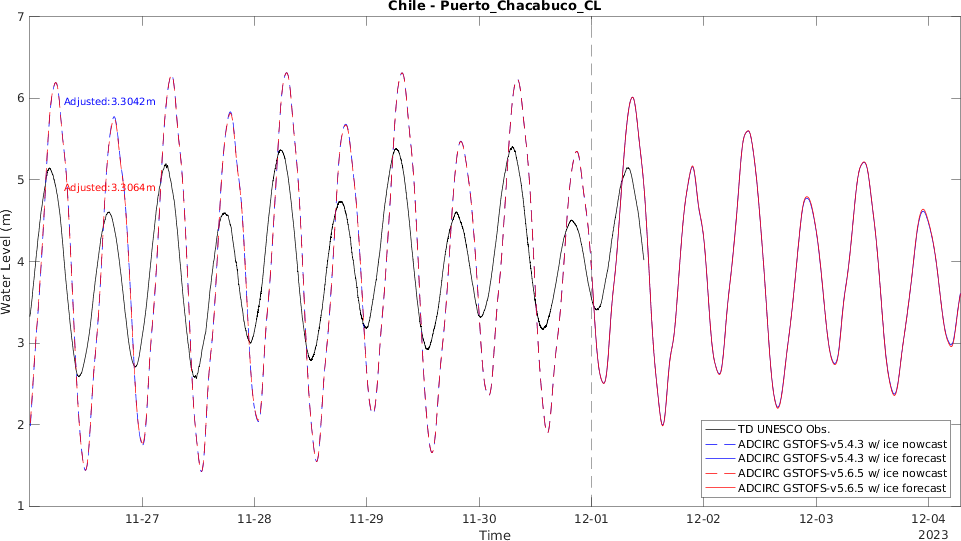 Chile - Puerto_Chacabuco_CL
7
6
5
4
3
2
1
Water Level (m)
Adjusted:3.3042m
Adjusted:3.3064m
TD UNESCO Obs.
ADCIRC GSTOFS-v5.4.3 w/ ice nowcast
ADCIRC GSTOFS-v5.4.3 w/ ice forecast
ADCIRC GSTOFS-v5.6.5 w/ ice nowcast
ADCIRC GSTOFS-v5.6.5 w/ ice forecast
11-27 11-28 11-29 11-30 12-01 12-02 12-03 12-04
Time 2023